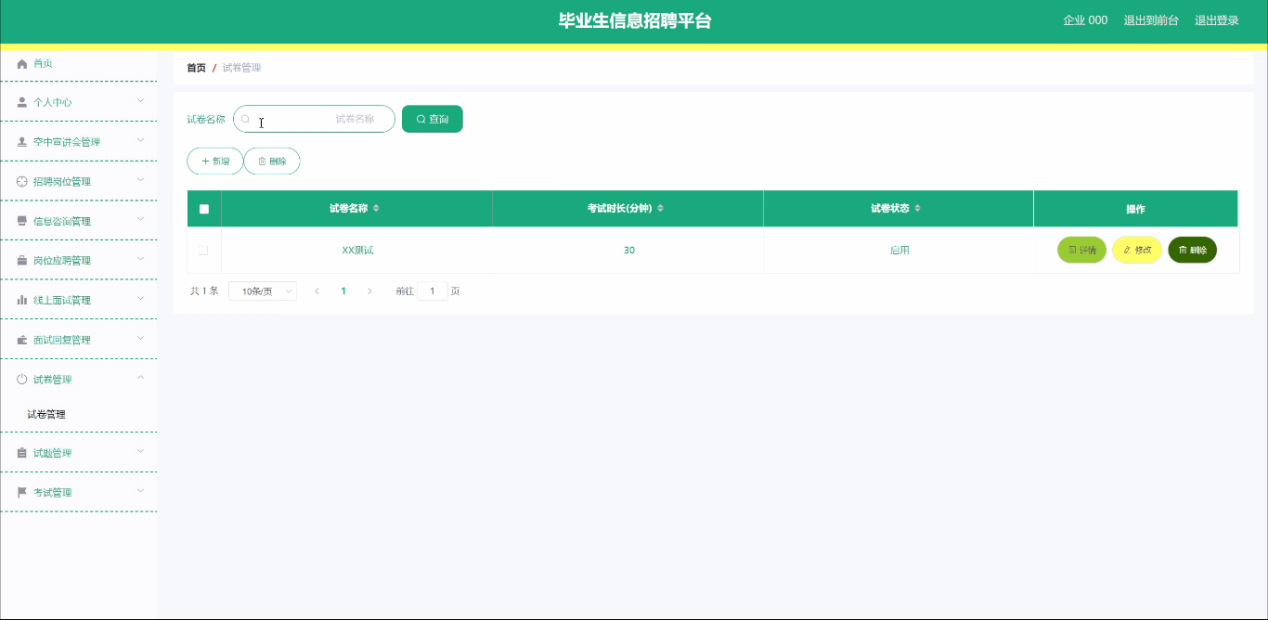 毕业生信息招聘平台
企业 000 退出到前台 退出登录
首页
个人中心
空中宣讲会管理
招聘岗位管理
信息咨询管理
岗位应聘管理
线上面试管理
面试回复管理
试卷管理
试卷管理
试题管理
考试管理
首页 / 试卷管理
试卷名称 试卷名称 查询
新增 删除
试卷名称 考试时长(分钟) 试卷状态 操作
XX测试 30 启用 详情 修改 删除
共 1 条 10条/页 1 前往 1 页